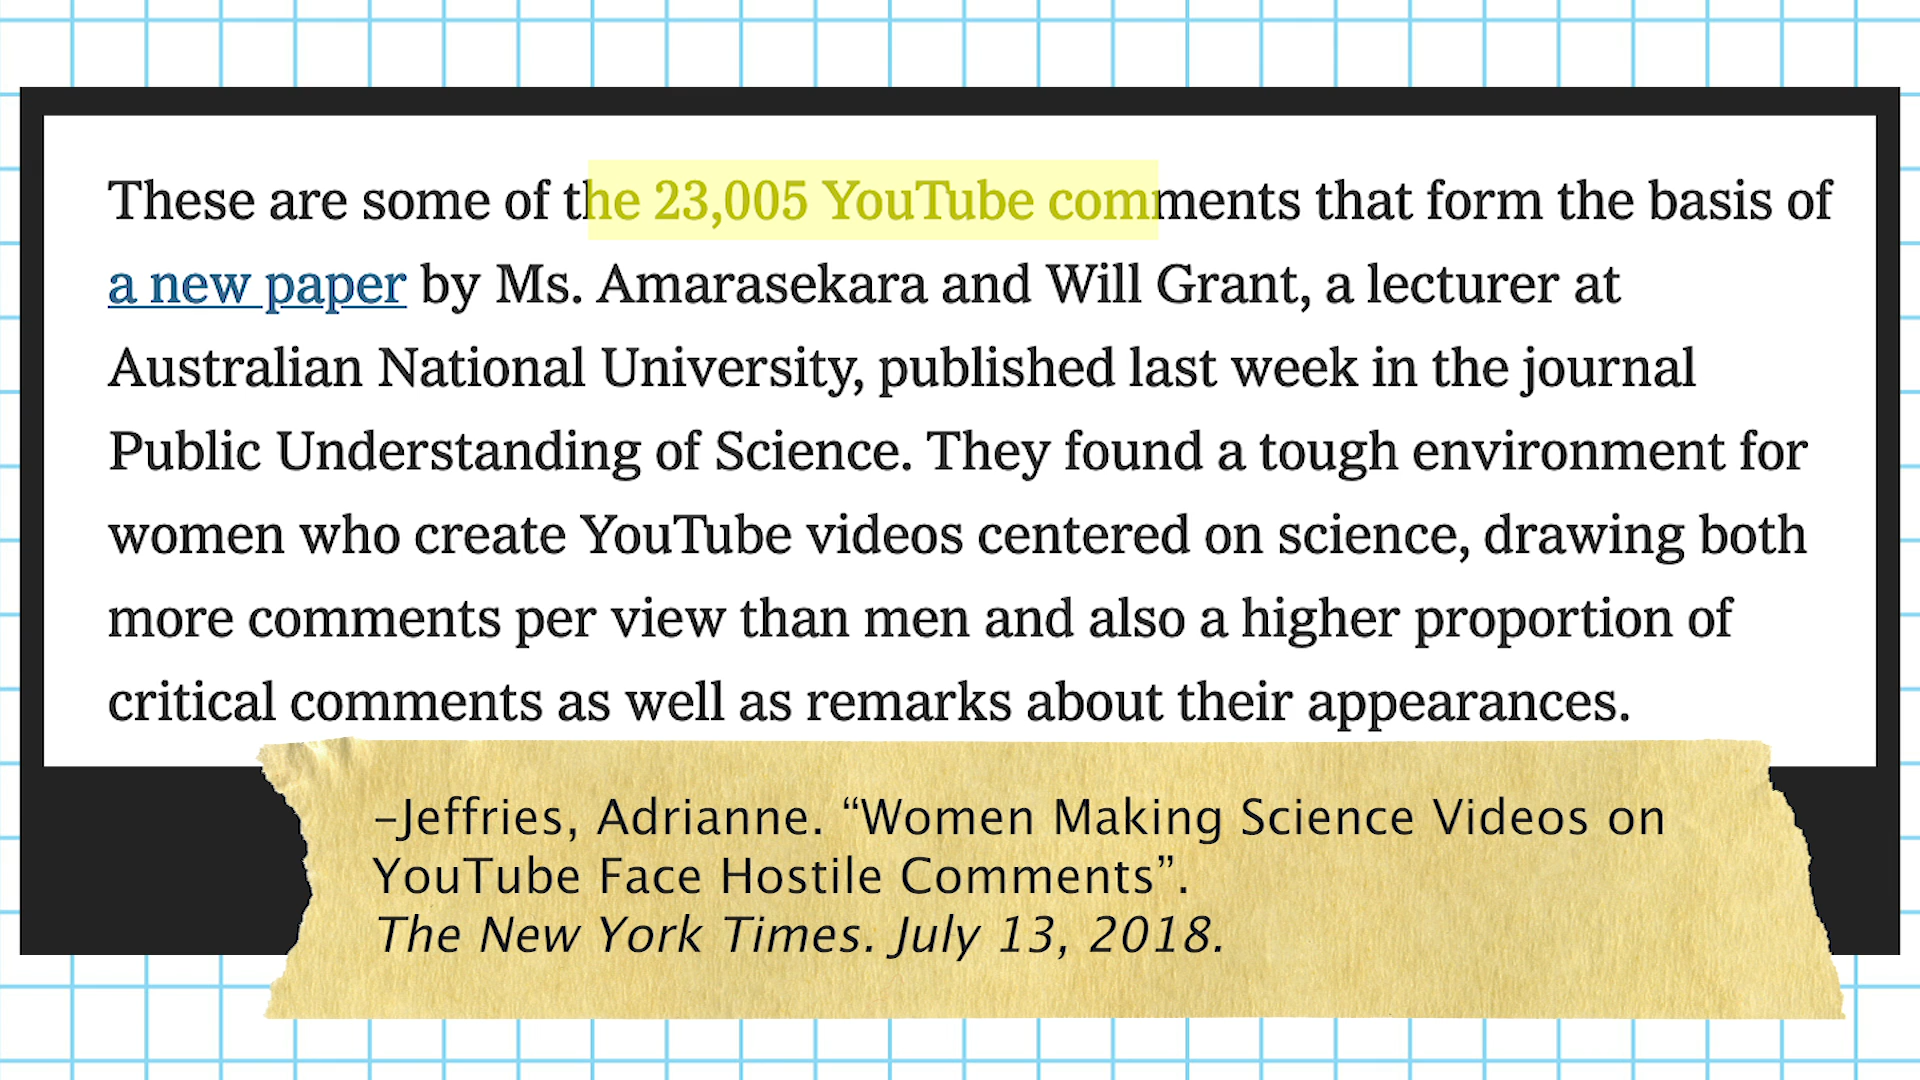 These are some of the 23,005 YouTube comments that form the basis of
a new paper by Ms. Amarasekara and Will Grant, a lecturer at
Australian National University, published last week in the journal
Public Understanding of Science. They found a tough environment for
women who create YouTube videos centered on science, drawing both
more comments per view than men and also a higher proportion of
critical comments as well as remarks about their appearances.
–Jeffries, Adrianne. “Women Making Science Videos on
YouTube Face Hostile Comments”.
The New York Times. July 13, 2018.